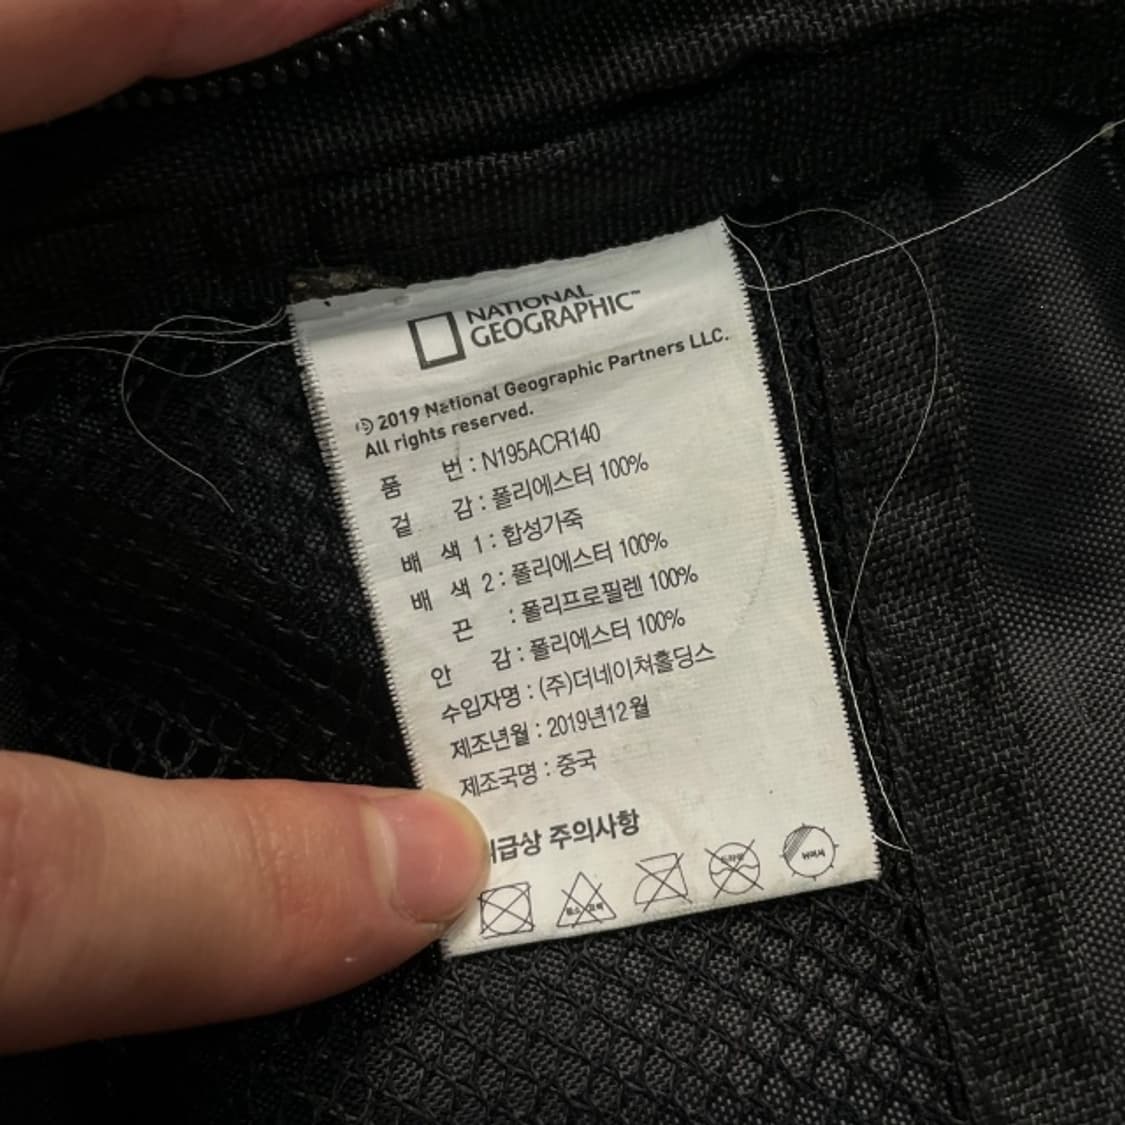 NATIONAL
GEOGRAPHIC™
© 2019 National Geographic Partners LLC.
All rights reserved.
품 번 : N195ACR140
겉 감 : 폴리에스터 100%
배 색 1 : 합성가죽
배 색 2 : 폴리에스터 100%
끈 : 폴리프로필렌 100%
안 감 : 폴리에스터 100%
수입자명 : (주)더네이쳐홀딩스
제조년월 : 2019년12월
제조국명 : 중국
급상 주의사항